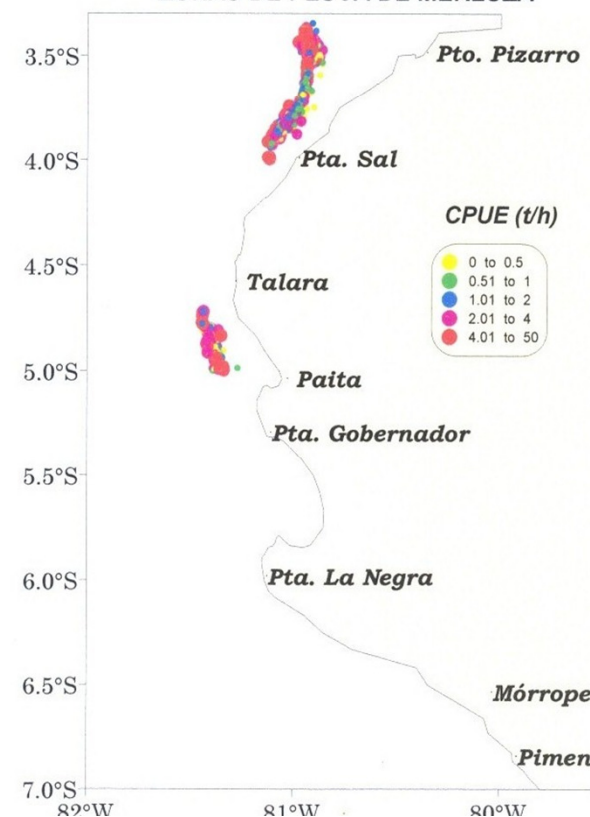 3.5°S
Pto. Pizarro
4.0°S
Pta. Sal
CPUE (t/h)
0 to 0.5
0.51 to 1
1.01 to 2
2.01 to 4
4.01 to 50
4.5°S
Talara
5.0°S
Paita
Pta. Gobernador
5.5°S
6.0°S
Pta. La Negra
6.5°S
Mórrope
Pimen
7.0°S
82°W
81°W
80°W